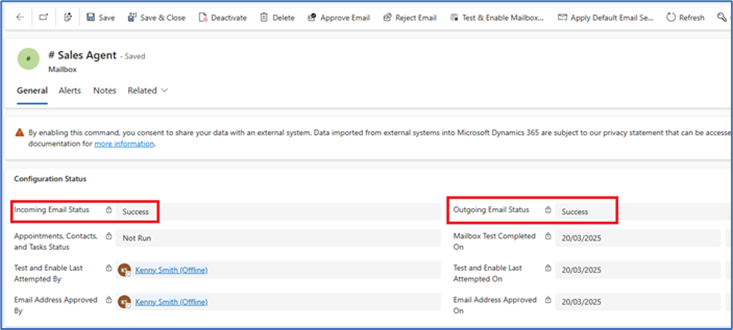 Save Save & Close Deactivate Delete Approve Email Reject Email Test & Enable Mailbox... Apply Default Email Se... Refresh
# # Sales Agent - Saved
Mailbox
General Alerts Notes Related
By enabling this command, you consent to share your data with an external system. Data imported from external systems into Microsoft Dynamics 365 are subject to our privacy statement that can be accesse
documentation for more information.
Configuration Status
Incoming Email Status Success Outgoing Email Status Success
Appointments, Contacts, and Tasks Status Not Run Mailbox Test Completed On 20/03/2025
Test and Enable Last Attempted By Kenny Smith (Offline) Test and Enable Last Attempted On 20/03/2025
Email Address Approved By Kenny Smith (Offline) Email Address Approved On 20/03/2025